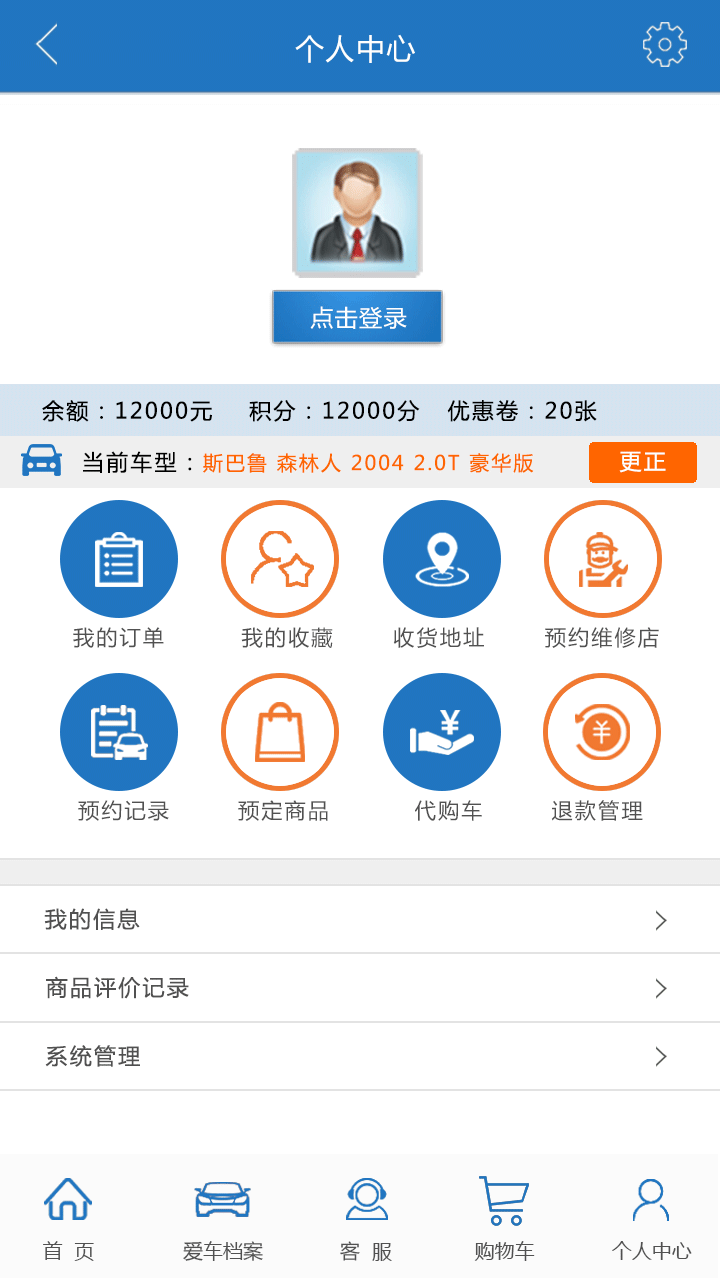 个人中心
点击登录
余额：12000元 积分：12000分 优惠卷：20张
当前车型：斯巴鲁 森林人 2004 2.0T 豪华版 更正
我的订单 我的收藏 收货地址 预约维修店
预约记录 预定商品 代购车 退款管理
我的信息
商品评价记录
系统管理
首 页 爱车档案 客 服 购物车 个人中心